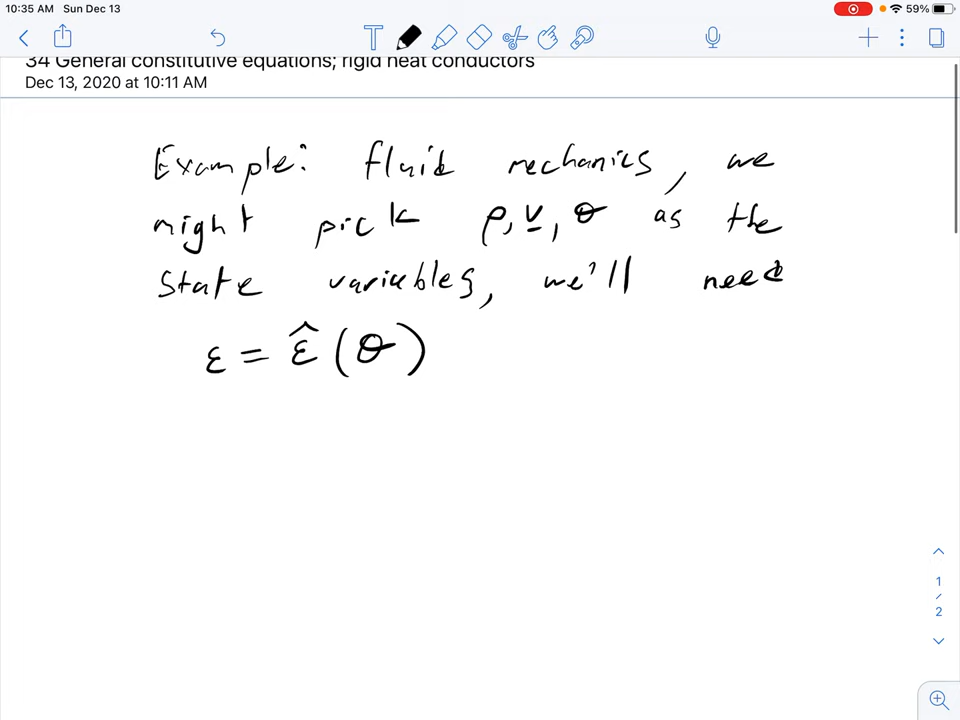 10:35 AM Sun Dec 13 59%
34 General constitutive equations; rigid heat conductors
Dec 13, 2020 at 10:11 AM
Example: fluid mechanics, we
might pick ρ, v̲, θ as the
state variables, we'll need
ε = ε̂(θ)
1
/
2